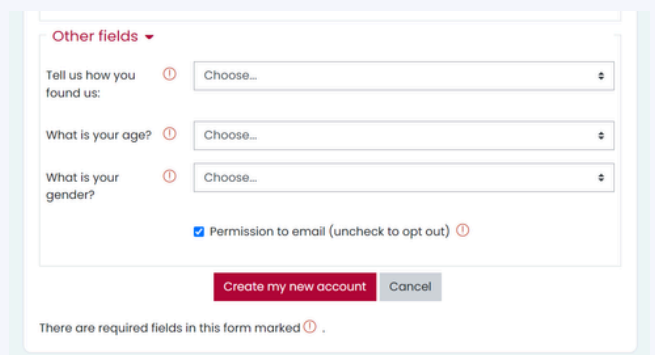 Other fields
Tell us how you
found us:
Choose...
What is your age?
Choose...
What is your
gender?
Choose...
Permission to email (uncheck to opt out)
Create my new account
Cancel
There are required fields in this form marked .